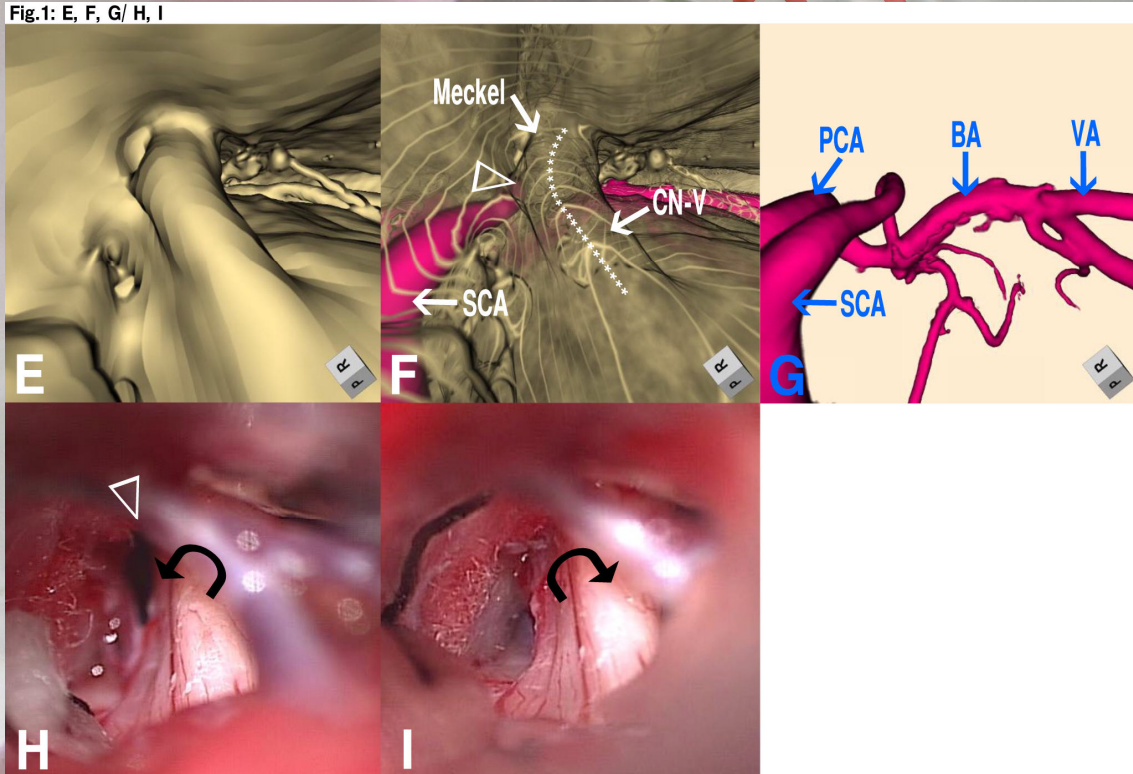 Fig.1: E, F, G/ H, I
Meckel
CN-V
SCA
PCA
BA
VA
SCA
E
R
P
F
R
P
G
R
P
H
I